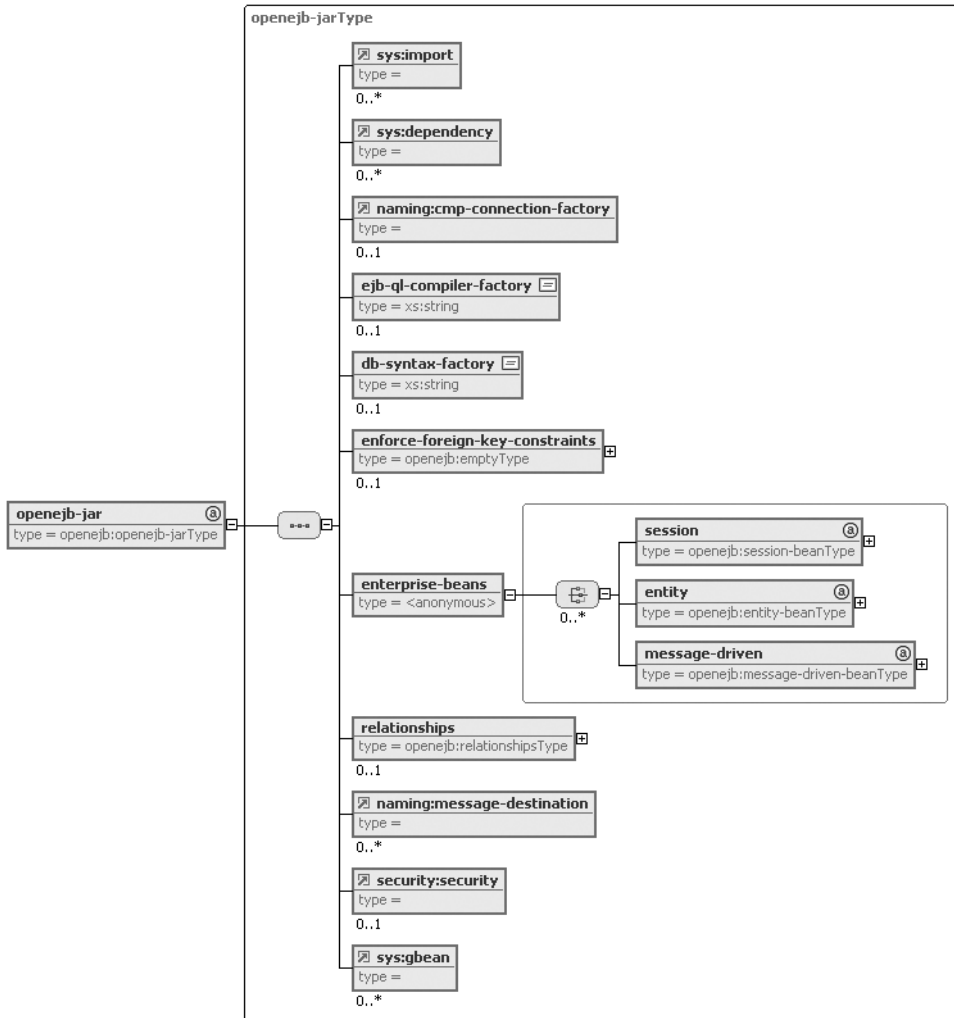 openejb-jarType
sys:import
type =
0..*
sys:dependency
type =
0..*
naming:cmp-connection-factory
type =
0..1
ejb-ql-compiler-factory
type = xs:string
0..1
db-syntax-factory
type = xs:string
0..1
enforce-foreign-key-constraints
type = openejb:emptyType
0..1
openejb-jar
type = openejb:openejb-jarType
enterprise-beans
type = <anonymous>
0..*
session
type = openejb:session-beanType
entity
type = openejb:entity-beanType
message-driven
type = openejb:message-driven-beanType
relationships
type = openejb:relationshipsType
0..1
naming:message-destination
type =
0..*
security:security
type =
0..1
sys:gbean
type =
0..*